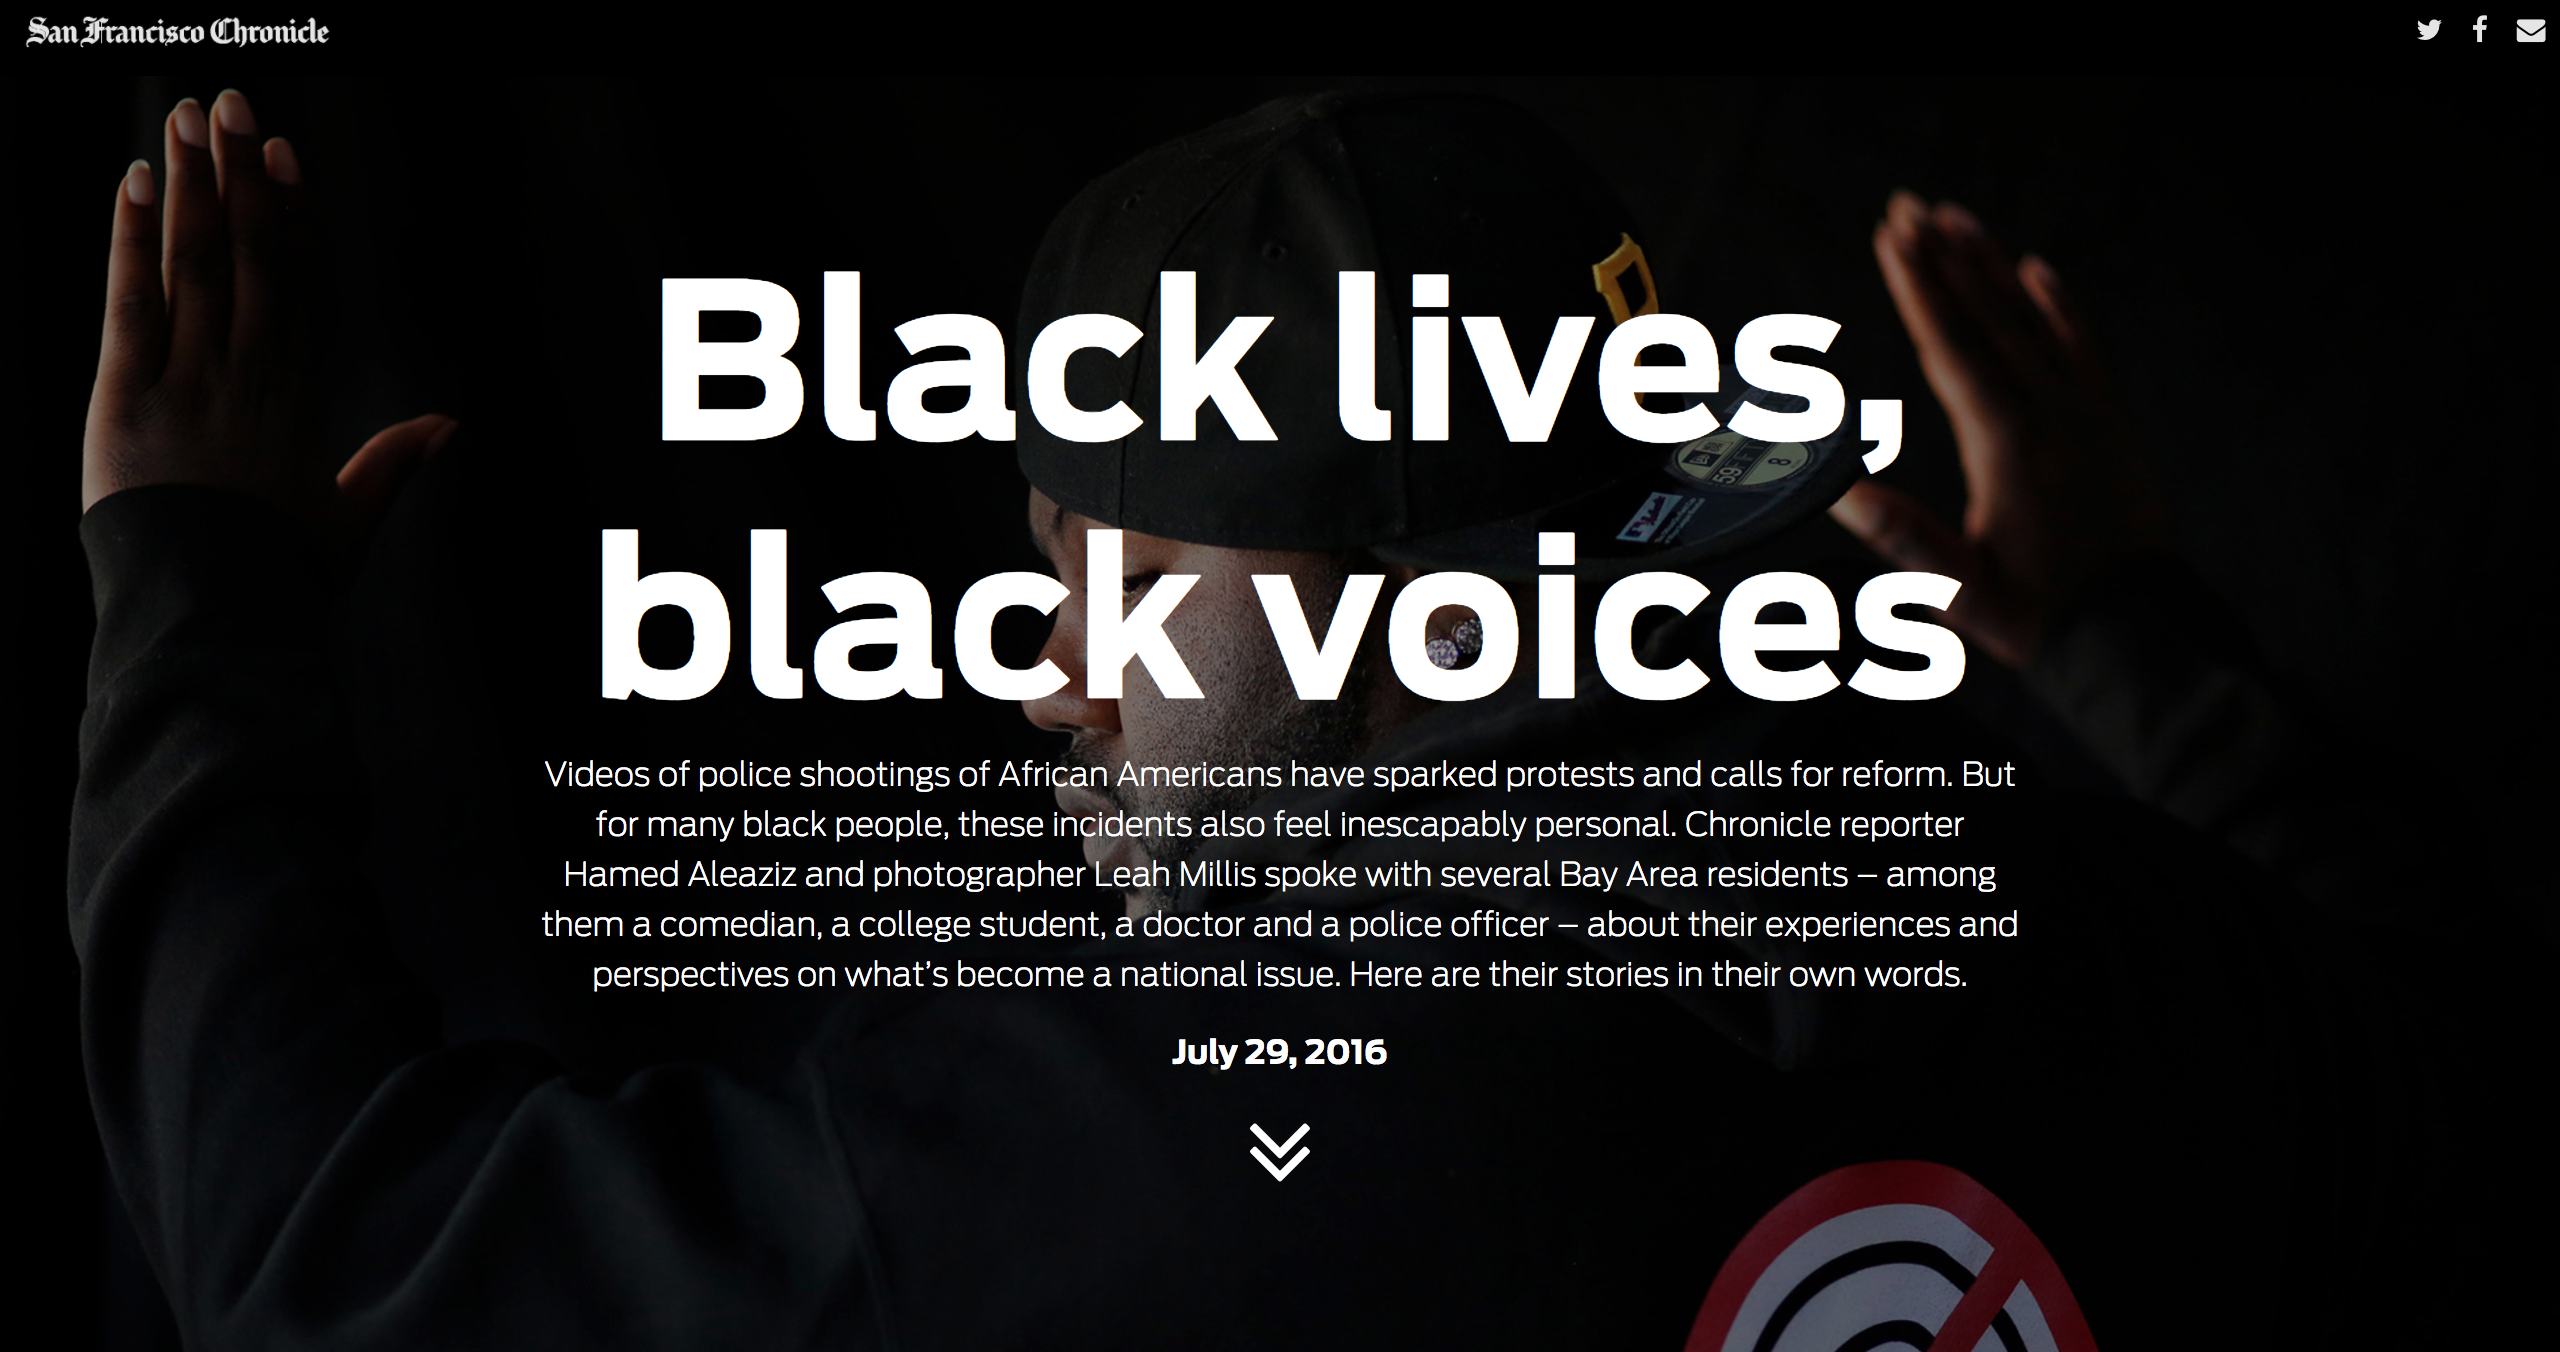 San Francisco Chronicle
Black lives,
black voices
Videos of police shootings of African Americans have sparked protests and calls for reform. But
for many black people, these incidents also feel inescapably personal. Chronicle reporter
Hamed Aleaziz and photographer Leah Millis spoke with several Bay Area residents – among
them a comedian, a college student, a doctor and a police officer – about their experiences and
perspectives on what’s become a national issue. Here are their stories in their own words.
July 29, 2016